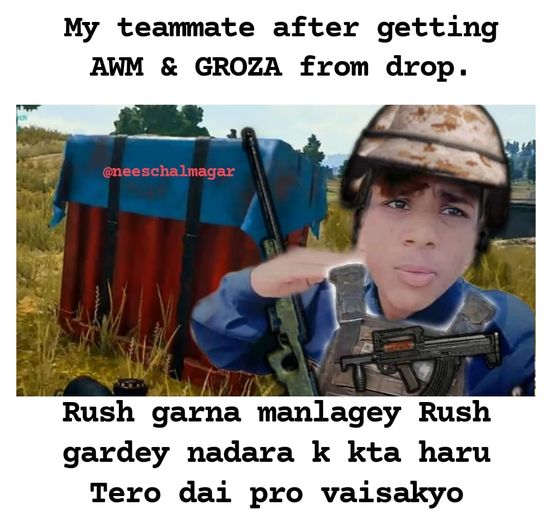 My teammate after getting
AWM & GROZA from drop.
@neeschalmagar
Rush garna manlagey Rush
gardey nadara k kta haru
Tero dai pro vaisakyo